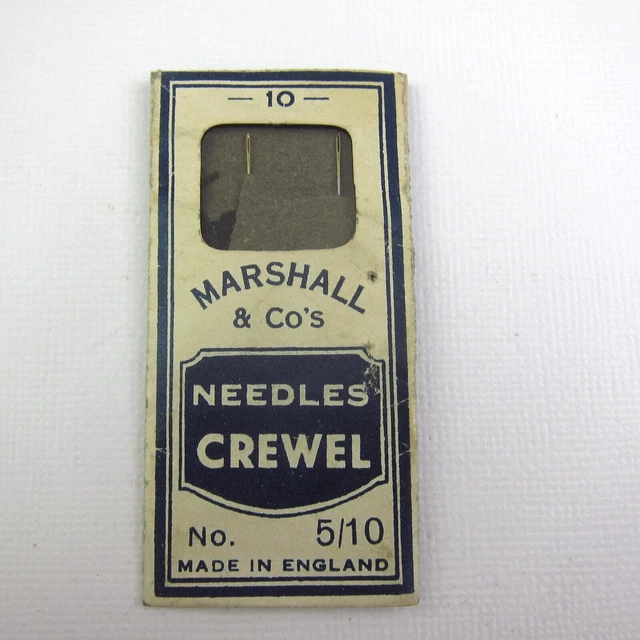 — 10 —
MARSHALL
& Co's
NEEDLES
CREWEL
No. 5/10
MADE IN ENGLAND